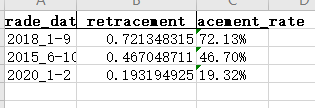 A B C
rade_dat retracement acement_rate
2018_1-9 0.721348315 72.13%
2015_6-10 0.467048711 46.70%
2020_1-2 0.193194925 19.32%